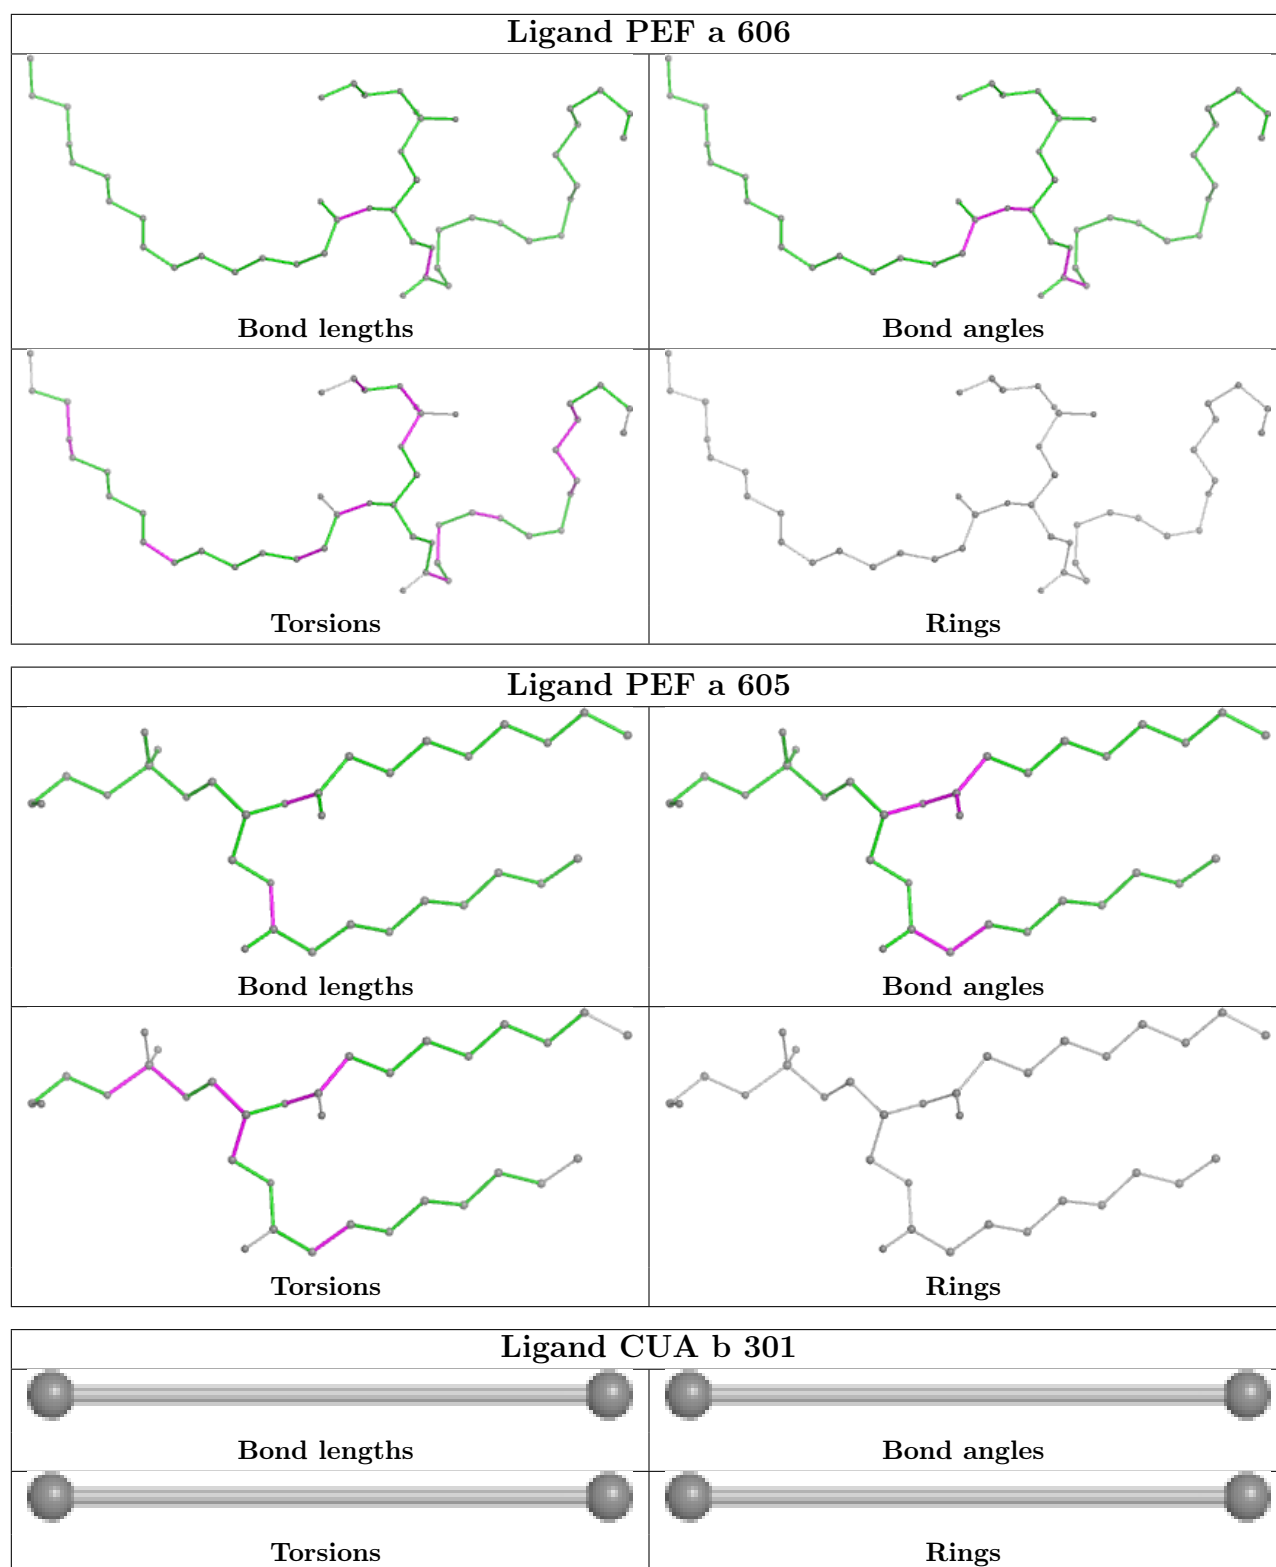 Ligand PEF a 606
Bond lengths
Bond angles
Torsions
Rings
Ligand PEF a 605
Bond lengths
Bond angles
Torsions
Rings
Ligand CUA b 301
Bond lengths
Bond angles
Torsions
Rings